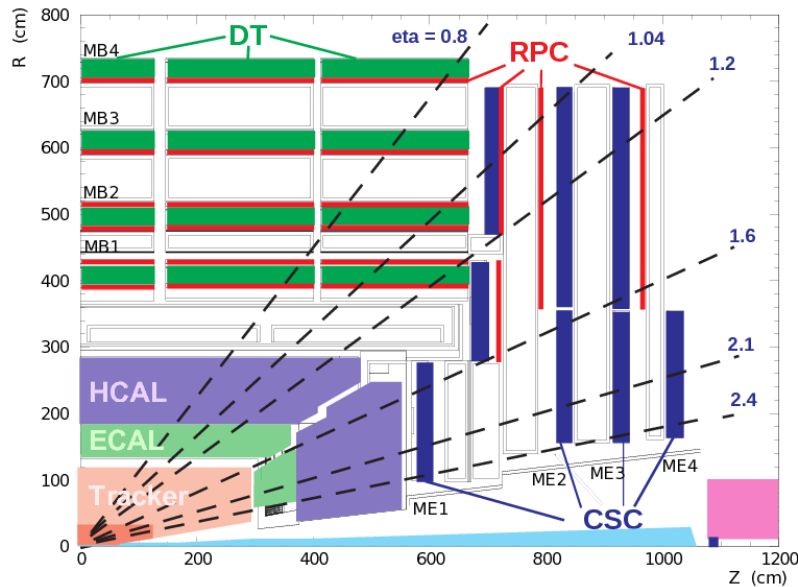 R (cm)
800
700
600
500
400
300
200
100
0
MB4
MB3
MB2
MB1
DT
eta = 0.8
RPC
1.04
1.2
1.6
2.1
2.4
HCAL
ECAL
Tracker
ME1
ME2
ME3
ME4
CSC
0
200
400
600
800
1000
1200
Z (cm)